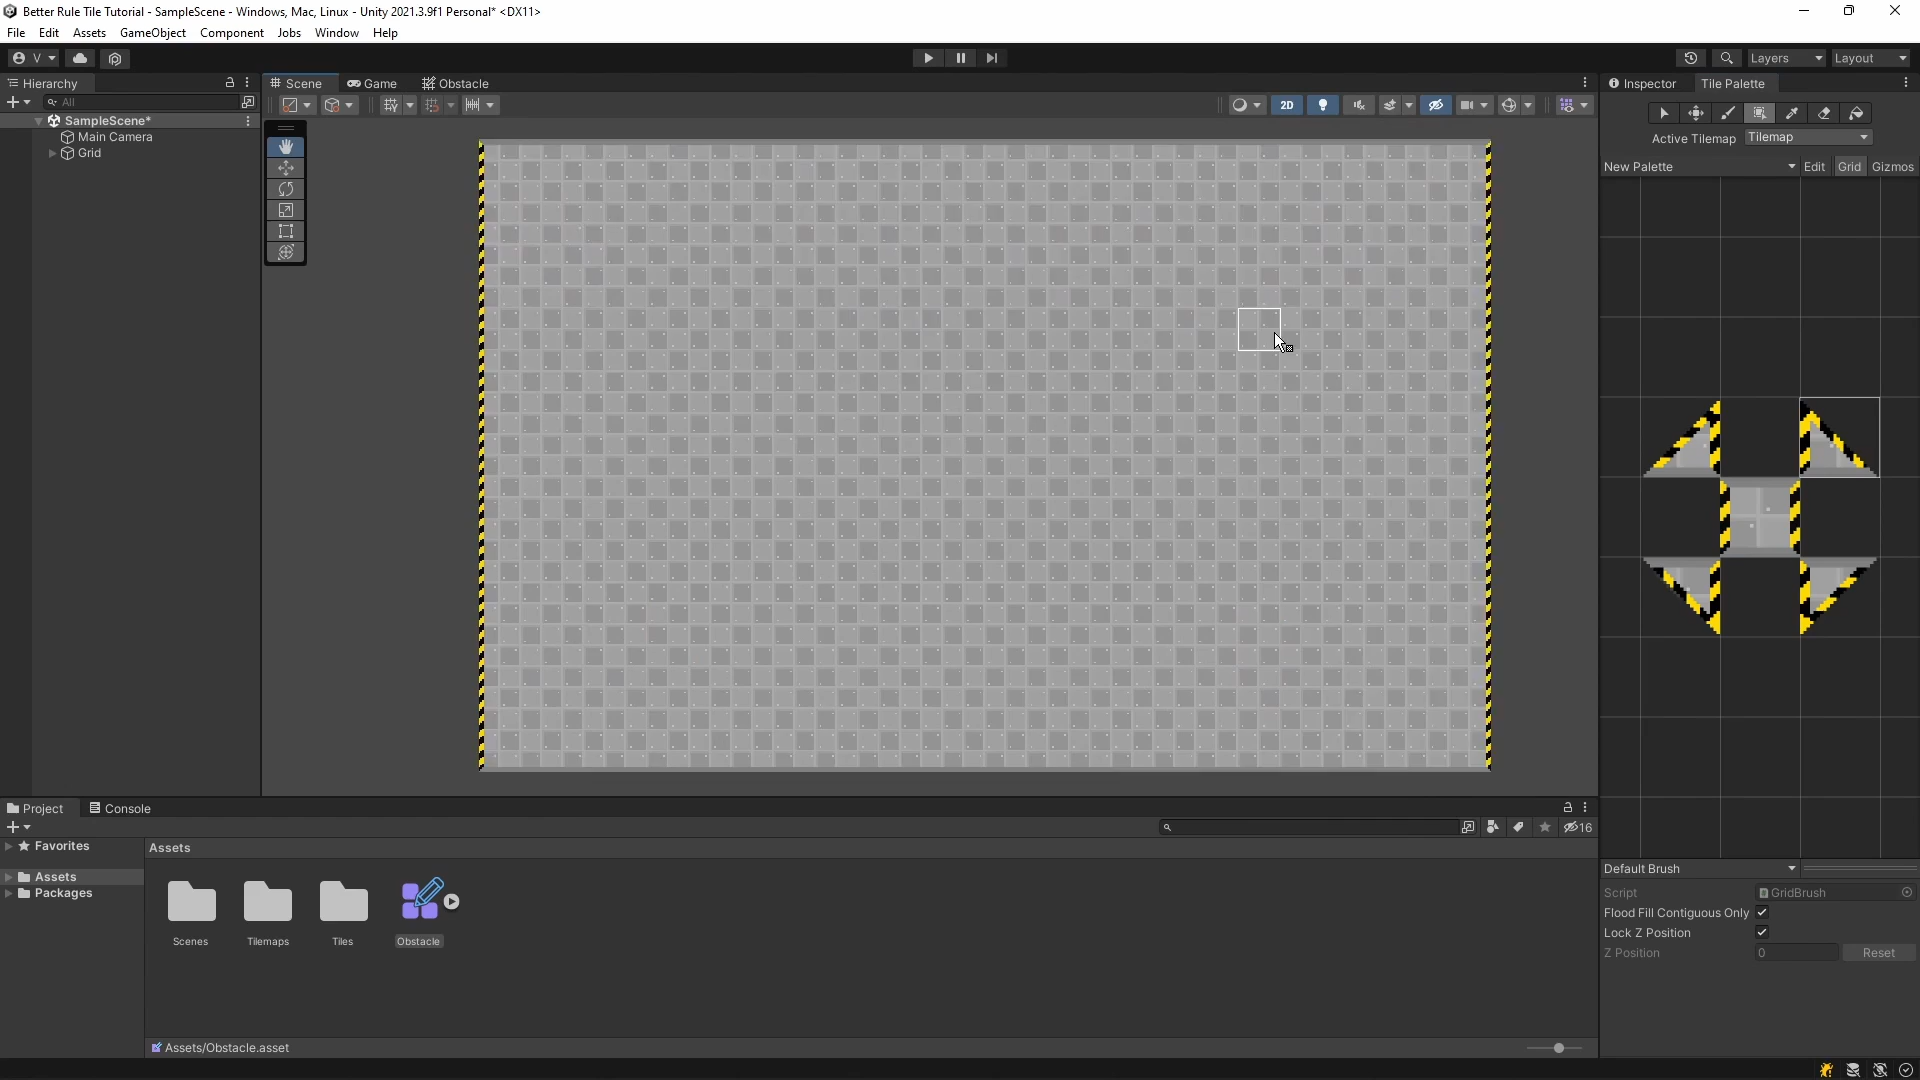 Better Rule Tile Tutorial - SampleScene - Windows, Mac, Linux - Unity 2021.3.9f1 Personal* <DX11>
File Edit Assets GameObject Component Jobs Window Help
V Layers Layout
Hierarchy Scene Game Obstacle Inspector Tile Palette
All 2D
SampleScene*
Main Camera
Grid
Active Tilemap Tilemap
New Palette Edit Grid Gizmos
Project Console
16
Favorites Assets
Assets
Packages
Scenes Tilemaps Tiles Obstacle
Assets/Obstacle.asset
Default Brush
Script GridBrush
Flood Fill Contiguous Only
Lock Z Position
Z Position 0 Reset